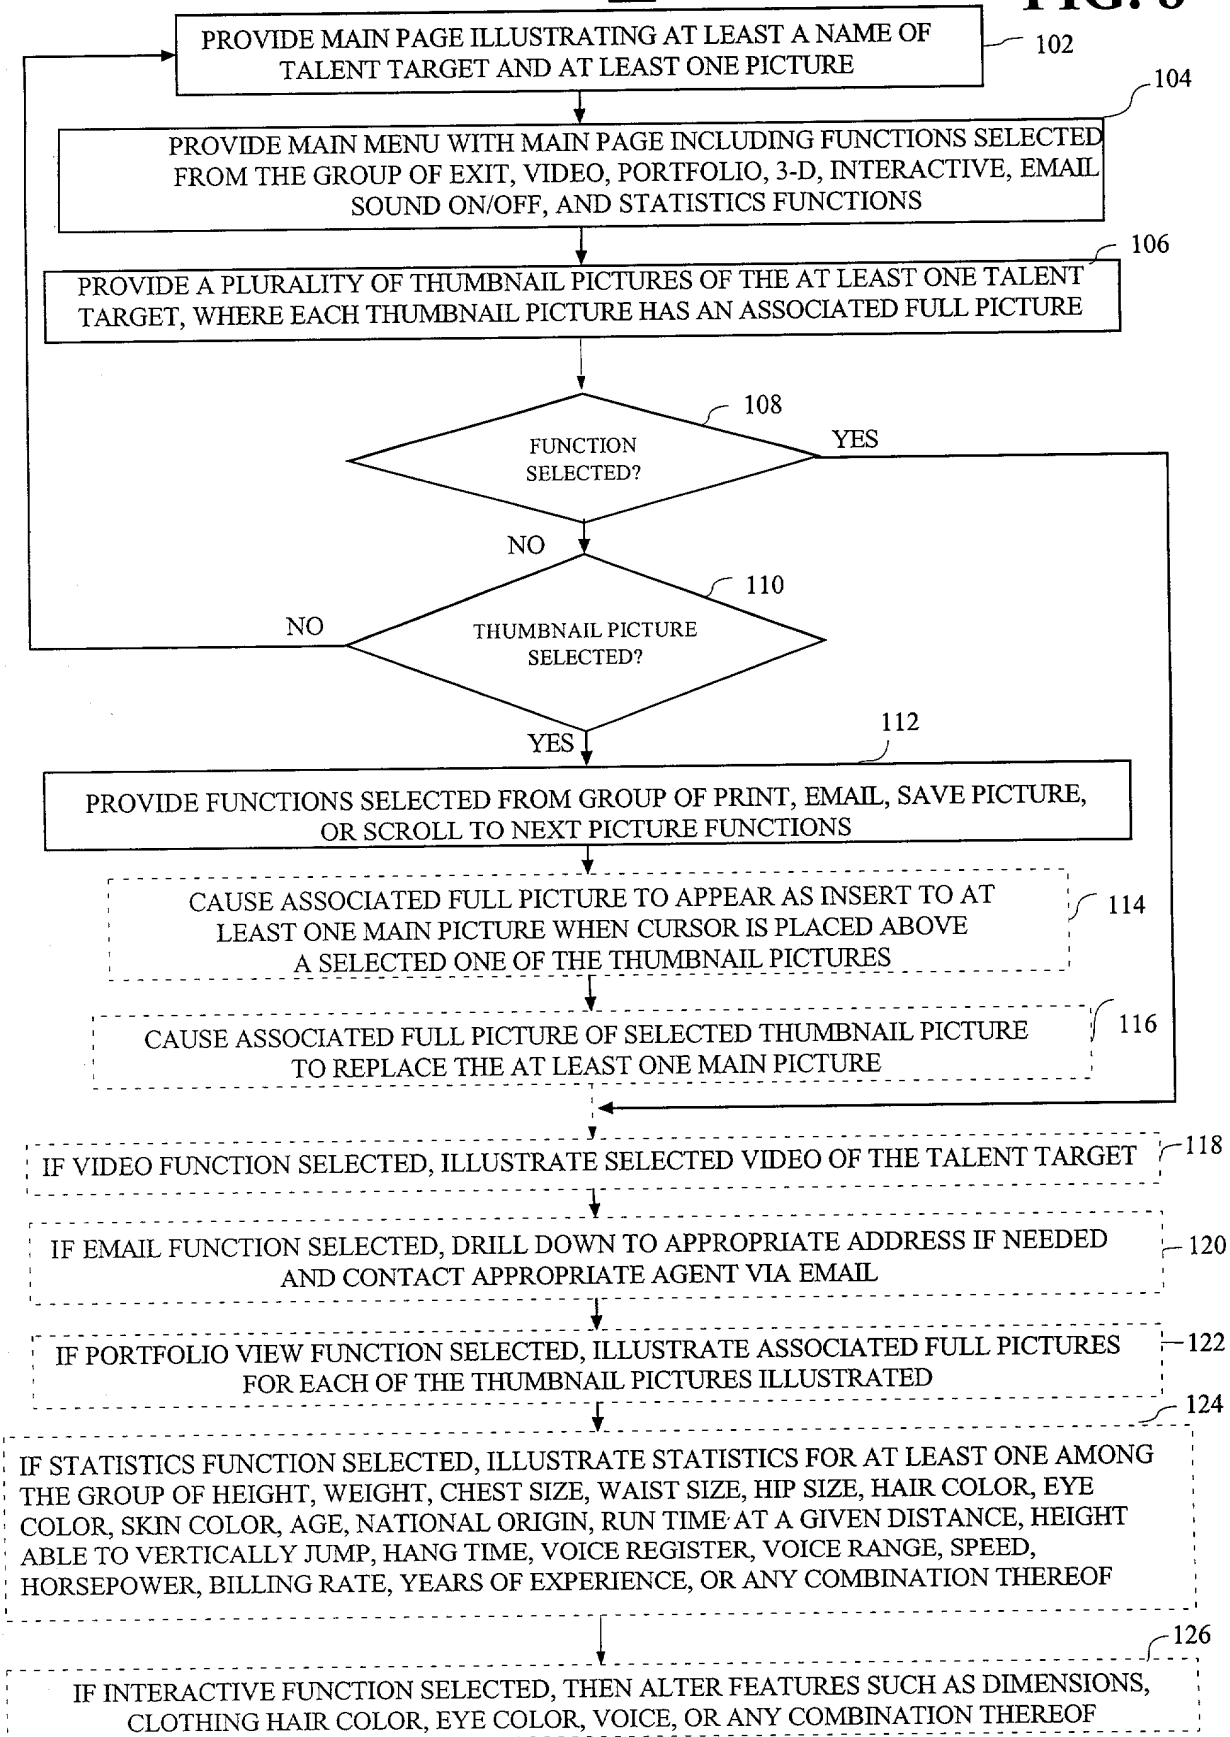 FIG. 8
PROVIDE MAIN PAGE ILLUSTRATING AT LEAST A NAME OF
TALENT TARGET AND AT LEAST ONE PICTURE
102
104
PROVIDE MAIN MENU WITH MAIN PAGE INCLUDING FUNCTIONS SELECTED
FROM THE GROUP OF EXIT, VIDEO, PORTFOLIO, 3-D, INTERACTIVE, EMAIL
SOUND ON/OFF, AND STATISTICS FUNCTIONS
106
PROVIDE A PLURALITY OF THUMBNAIL PICTURES OF THE AT LEAST ONE TALENT
TARGET, WHERE EACH THUMBNAIL PICTURE HAS AN ASSOCIATED FULL PICTURE
108
FUNCTION
SELECTED?
YES
NO
110
THUMBNAIL PICTURE
SELECTED?
NO
YES
112
PROVIDE FUNCTIONS SELECTED FROM GROUP OF PRINT, EMAIL, SAVE PICTURE,
OR SCROLL TO NEXT PICTURE FUNCTIONS
CAUSE ASSOCIATED FULL PICTURE TO APPEAR AS INSERT TO AT
LEAST ONE MAIN PICTURE WHEN CURSOR IS PLACED ABOVE
A SELECTED ONE OF THE THUMBNAIL PICTURES
114
CAUSE ASSOCIATED FULL PICTURE OF SELECTED THUMBNAIL PICTURE
TO REPLACE THE AT LEAST ONE MAIN PICTURE
116
IF VIDEO FUNCTION SELECTED, ILLUSTRATE SELECTED VIDEO OF THE TALENT TARGET
118
IF EMAIL FUNCTION SELECTED, DRILL DOWN TO APPROPRIATE ADDRESS IF NEEDED
AND CONTACT APPROPRIATE AGENT VIA EMAIL
120
IF PORTFOLIO VIEW FUNCTION SELECTED, ILLUSTRATE ASSOCIATED FULL PICTURES
FOR EACH OF THE THUMBNAIL PICTURES ILLUSTRATED
122
124
IF STATISTICS FUNCTION SELECTED, ILLUSTRATE STATISTICS FOR AT LEAST ONE AMONG
THE GROUP OF HEIGHT, WEIGHT, CHEST SIZE, WAIST SIZE, HIP SIZE, HAIR COLOR, EYE
COLOR, SKIN COLOR, AGE, NATIONAL ORIGIN, RUN TIME AT A GIVEN DISTANCE, HEIGHT
ABLE TO VERTICALLY JUMP, HANG TIME, VOICE REGISTER, VOICE RANGE, SPEED,
HORSEPOWER, BILLING RATE, YEARS OF EXPERIENCE, OR ANY COMBINATION THEREOF
126
IF INTERACTIVE FUNCTION SELECTED, THEN ALTER FEATURES SUCH AS DIMENSIONS,
CLOTHING HAIR COLOR, EYE COLOR, VOICE, OR ANY COMBINATION THEREOF